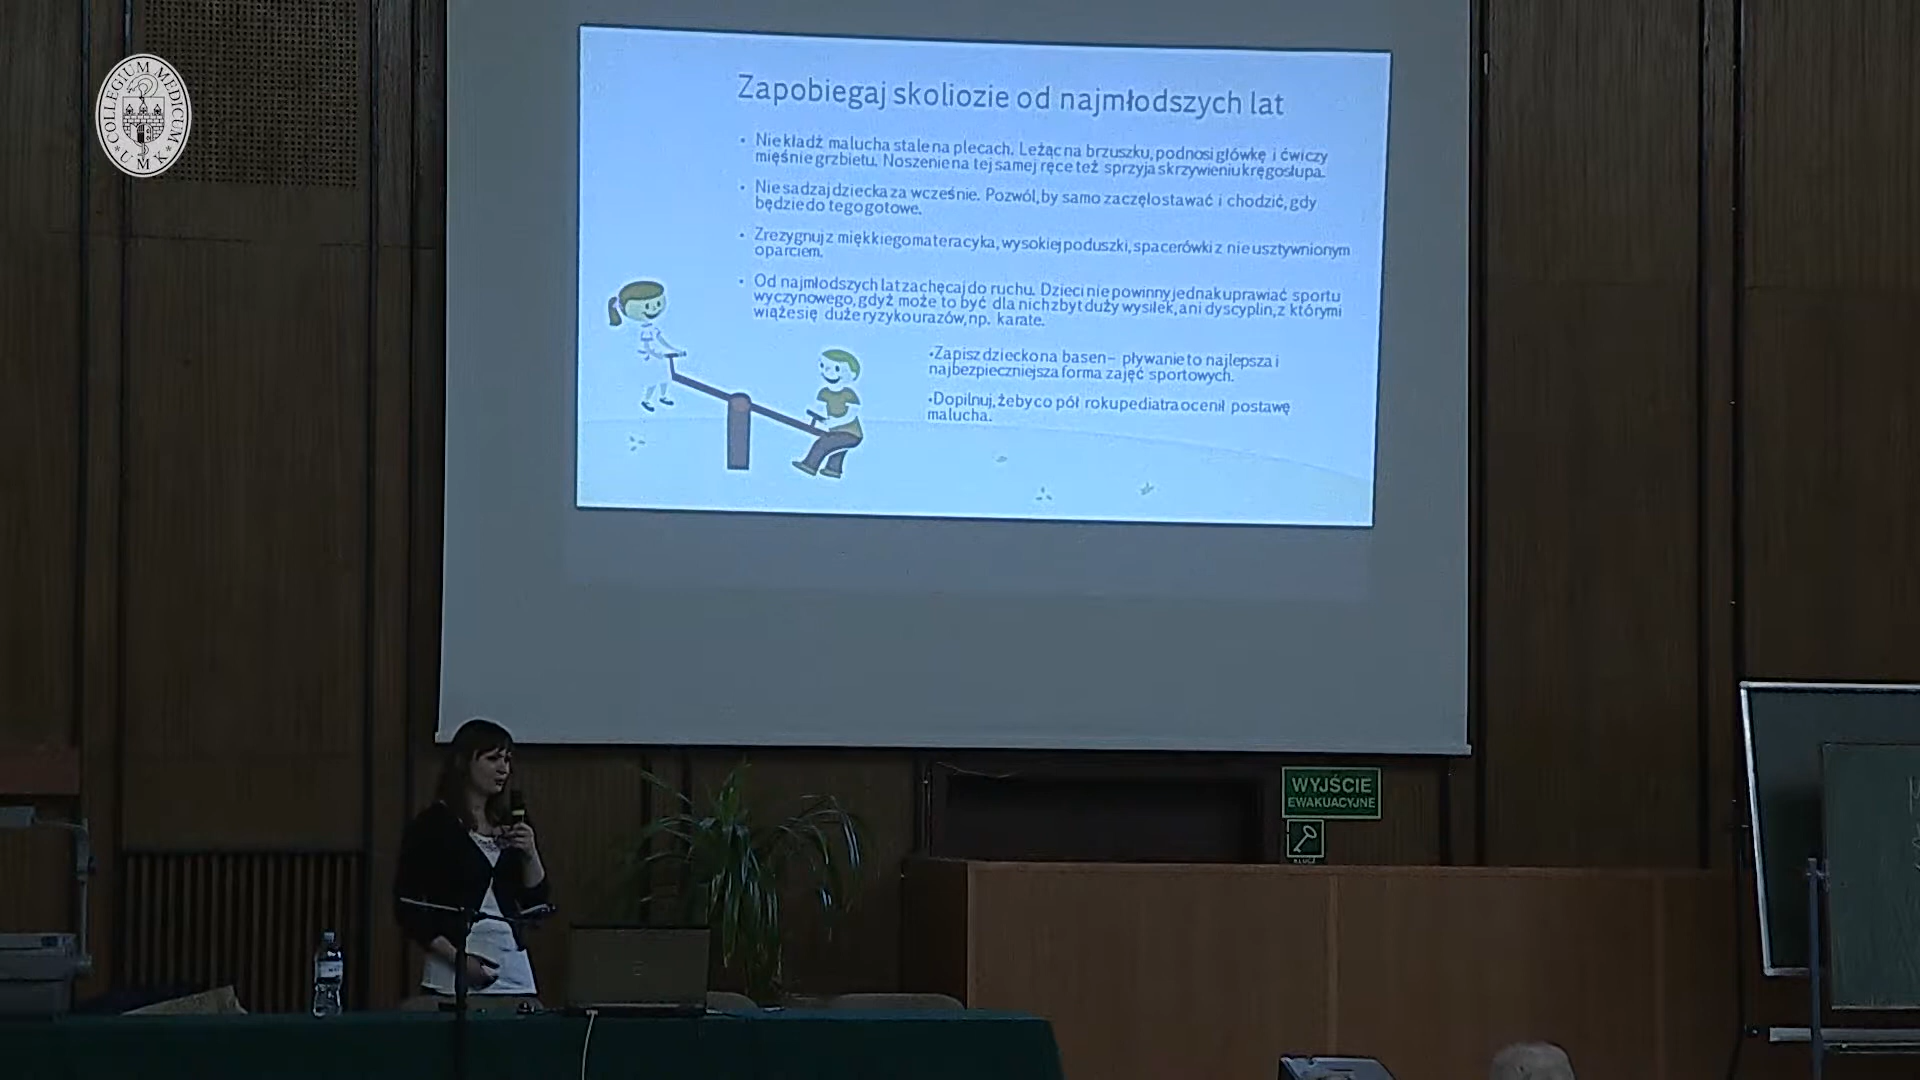 COLLEGIUM MEDICUM
* UMK *
Zapobiegaj skoliozie od najmłodszych lat
• Nie kładź malucha stale na plecach. Leżąc na brzuszku, podnosi główkę i ćwiczy
mięśnie grzbietu. Noszenie na tej samej ręce też sprzyja skrzywieniu kręgosłupa.
• Nie sadzaj dziecka za wcześnie. Pozwól, by samo zaczęło stawać i chodzić, gdy
będzie do tego gotowe.
• Zrezygnuj z miękkiego materacyka, wysokiej poduszki, spacerówki z nie usztywnionym
oparciem.
• Od najmłodszych lat zachęcaj do ruchu. Dzieci nie powinny jednak uprawiać sportu
wyczynowego, gdyż może to być dla nich zbyt duży wysiłek, ani dyscyplin, z którymi
wiąże się duże ryzyko urazów, np. karate.
•Zapisz dziecko na basen– pływanie to najlepsza i
najbezpieczniejsza forma zajęć sportowych.
•Dopilnuj, żeby co pół roku pediatra ocenił postawę
malucha.
WYJŚCIE
EWAKUACYJNE
KLUCZ